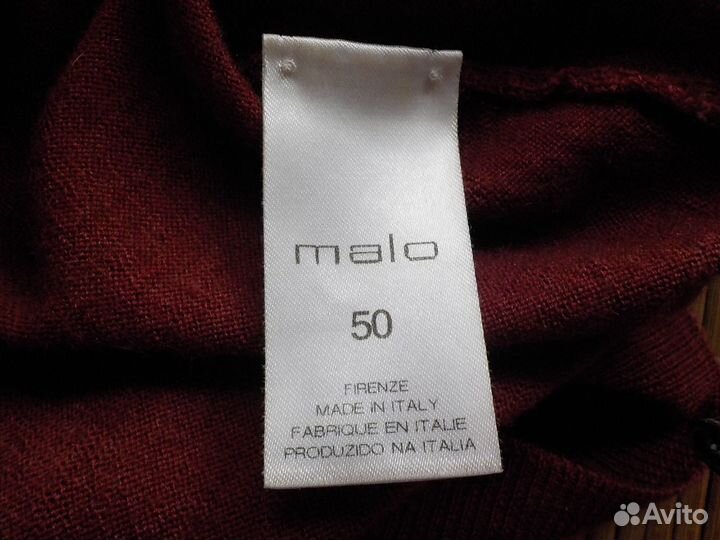 malo
50
FIRENZE
MADE IN ITALY
FABRIQUE EN ITALIE
PRODUZIDO NA ITALIA
Avito